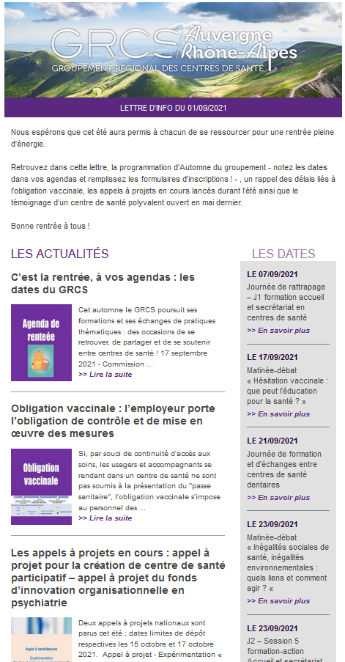 GRCS Auvergne
Rhône-Alpes
GROUPEMENT REGIONAL DES CENTRES DE SANTÉ
LETTRE D'INFO DU 01/09/2021
Nous espérons que cet été aura permis à chacun de se ressourcer pour une rentrée pleine
d'énergie.
Retrouvez dans cette lettre, la programmation d'Automne du groupement - notez les dates
dans vos agendas et remplissez les formulaires d'inscriptions ! - , un rappel des délais liés à
l'obligation vaccinale, les appels à projets en cours lancés durant l'été ainsi que le
témoignage d'un centre de santé polyvalent ouvert en mai dernier.
Bonne rentrée à tous !
LES ACTUALITÉS
C'est la rentrée, à vos agendas : les
dates du GRCS
Agenda de
renteée
Cet automne le GRCS poursuit ses
formations et ses échanges de pratiques
thématiques : des occasions de se
retrouver, de partager et de se soutenir
entre centres de santé ! 17 septembre
2021 - Commission ...
>> Lire la suite
Obligation vaccinale : l'employeur porte
l'obligation de contrôle et de mise en
œuvre des mesures
Obligation
vaccinale
Si, par souci de continuité d'accès aux
soins, les usagers et accompagnants se
rendant dans un centre de santé ne sont
pas soumis à la présentation du "passe
sanitaire", l'obligation vaccinale s'impose
au personnel des ...
>> Lire la suite
Les appels à projets en cours : appel à
projet pour la création de centre de santé
participatif – appel à projet du fonds
d'innovation organisationnelle en
psychiatrie
Appel à candidatures
Deux appels à projets nationaux sont
parus cet été ; dates limites de dépôt
respectives les 15 octobre et 17 octobre
2021. Appel à projet - Expérimentation «
LES DATES
LE 07/09/2021
Journée de rattrapage
– J1 formation accueil
et secrétariat en
centres de santé
>> En savoir plus
LE 17/09/2021
Matinée-débat
« Hésitation vaccinale :
que peut l'éducation
pour la santé ? »
>> En savoir plus
LE 21/09/2021
Journée de formation
et d'échanges entre
centres de santé
dentaires
>> En savoir plus
LE 23/09/2021
Matinée-débat
« Inégalités sociales de
santé, inégalités
environnementales :
quels liens et comment
agir ? «
>> En savoir plus
LE 23/09/2021
J2 – Session 5
formation-action
Accueil et secrétariat